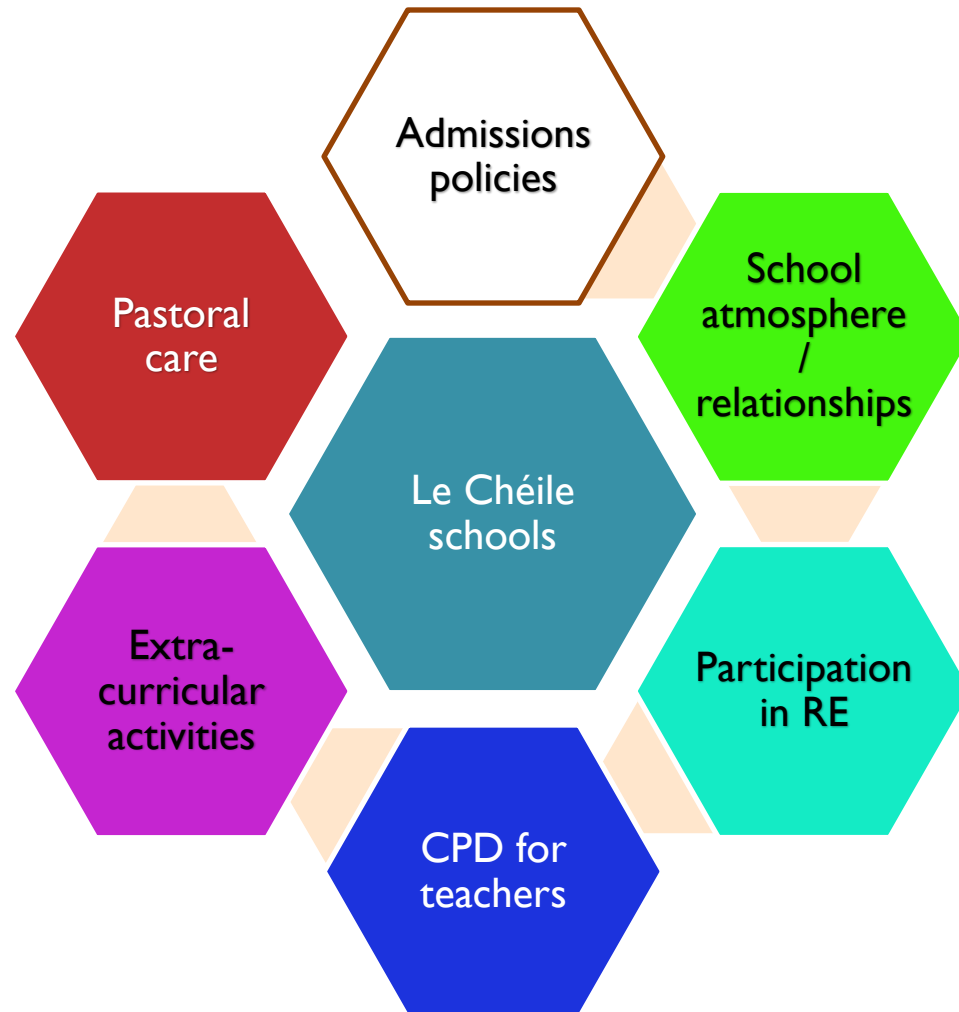 Admissions
policies
School
atmosphere
/
relationships
Pastoral
care
Le Chéile
schools
Participation
in RE
Extra-
curricular
activities
CPD for
teachers